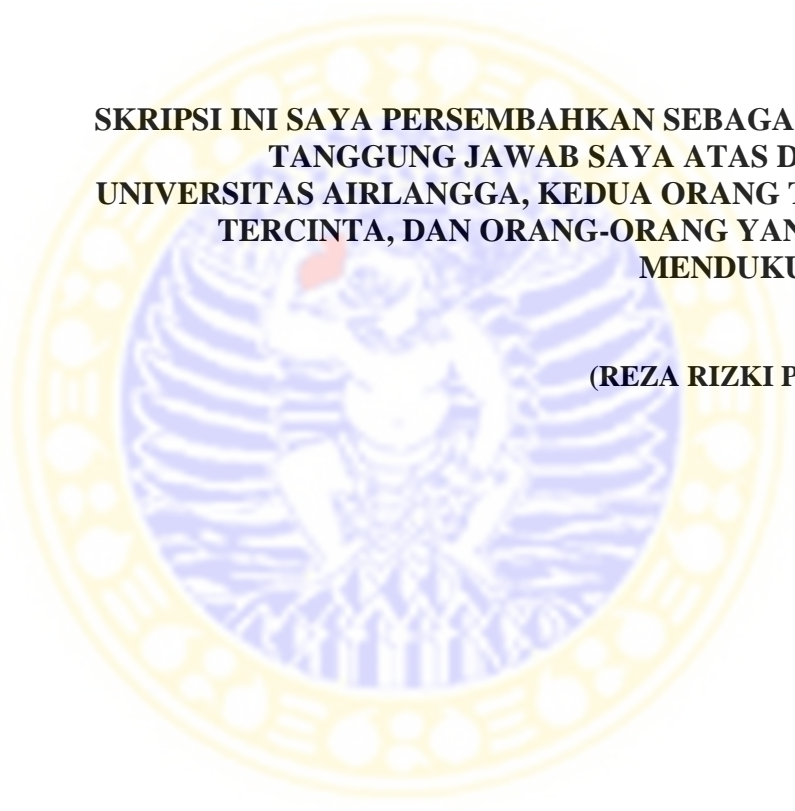 SKRIPSI INI SAYA PERSEMBAHKAN SEBAGA
TANGGUNG JAWAB SAYA ATAS D
UNIVERSITAS AIRLANGGA, KEDUA ORANG T
TERCINTA, DAN ORANG-ORANG YAN
MENDUKU
(REZA RIZKI P